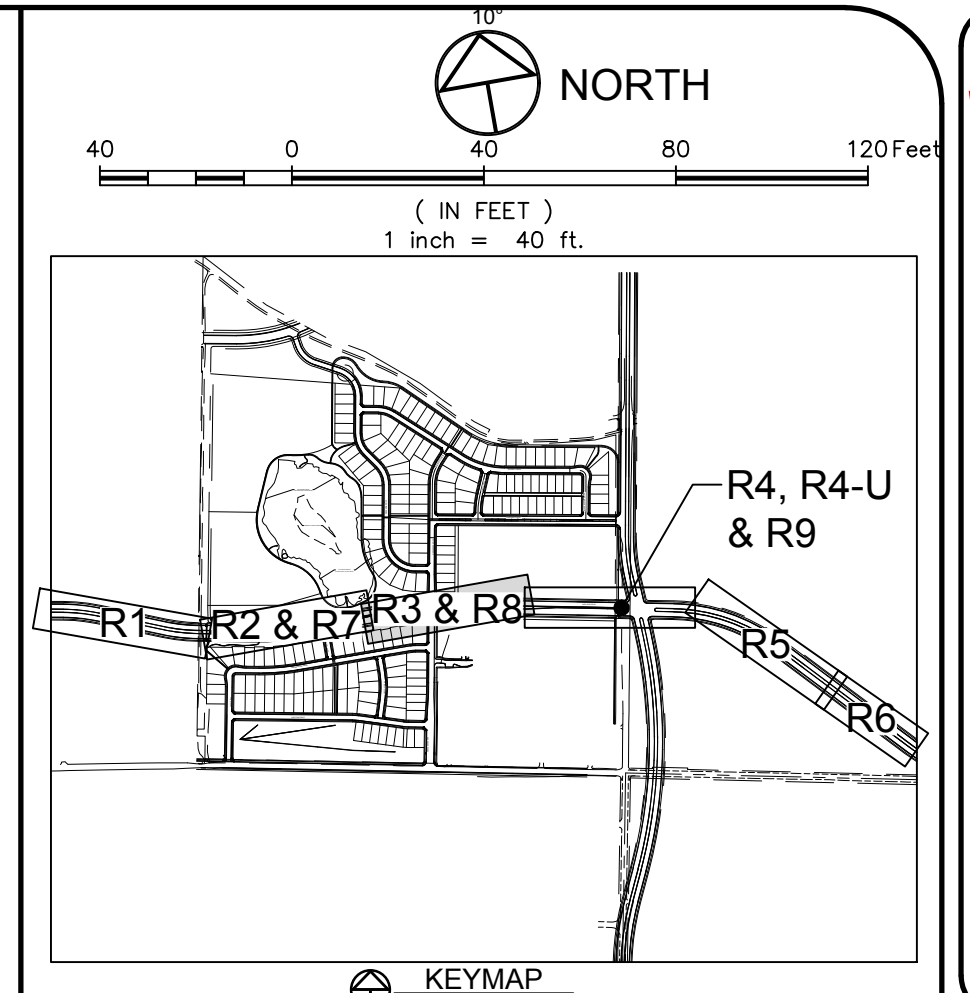 10°
NORTH
40 0 40 80 120 Feet
( IN FEET )
1 inch = 40 ft.
R4, R4-U
& R9
R1 R2 & R7 R3 & R8
R5
R6
KEYMAP